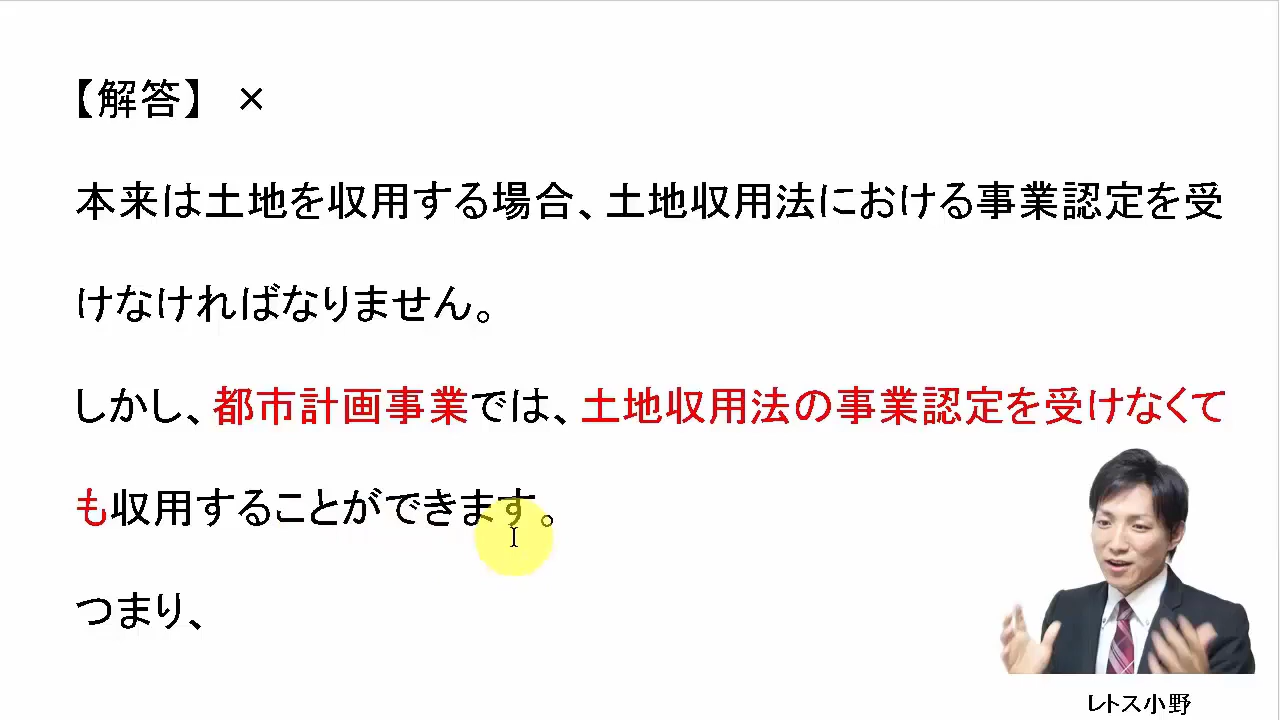 【解答】 ×
本来は土地を収用する場合、土地収用法における事業認定を受
けなければなりません。
しかし、都市計画事業では、土地収用法の事業認定を受けなくて
も収用することができます。
つまり、
レトス小野